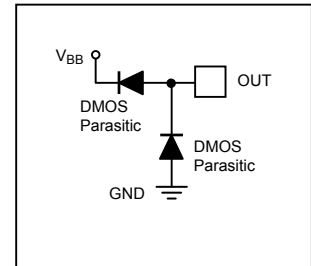 VBB
OUT
DMOS
Parasitic
DMOS
Parasitic
GND